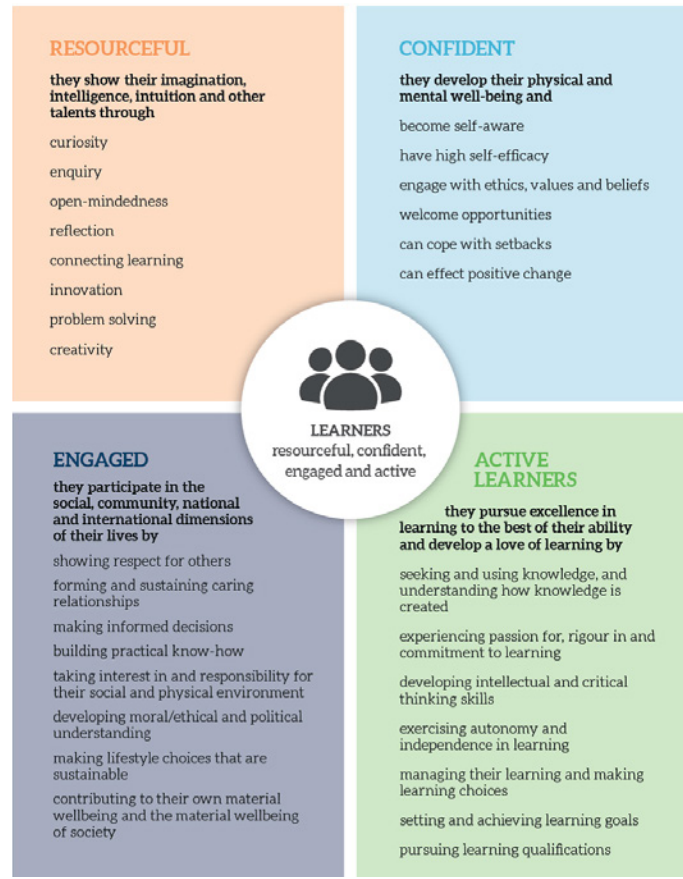 RESOURCEFUL
they show their imagination,
intelligence, intuition and other
talents through
curiosity
enquiry
open-mindedness
reflection
connecting learning
innovation
problem solving
creativity
CONFIDENT
they develop their physical and
mental well-being and
become self-aware
have high self-efficacy
engage with ethics, values and beliefs
welcome opportunities
can cope with setbacks
can effect positive change
LEARNERS
resourceful, confident,
engaged and active
ENGAGED
they participate in the
social, community, national
and international dimensions
of their lives by
showing respect for others
forming and sustaining caring
relationships
making informed decisions
building practical know-how
taking interest in and responsibility for
their social and physical environment
developing moral/ethical and political
understanding
making lifestyle choices that are
sustainable
contributing to their own material
wellbeing and the material wellbeing
of society
ACTIVE
LEARNERS
they pursue excellence in
learning to the best of their ability
and develop a love of learning by
seeking and using knowledge, and
understanding how knowledge is
created
experiencing passion for, rigour in and
commitment to learning
developing intellectual and critical
thinking skills
exercising autonomy and
independence in learning
managing their learning and making
learning choices
setting and achieving learning goals
pursuing learning qualifications